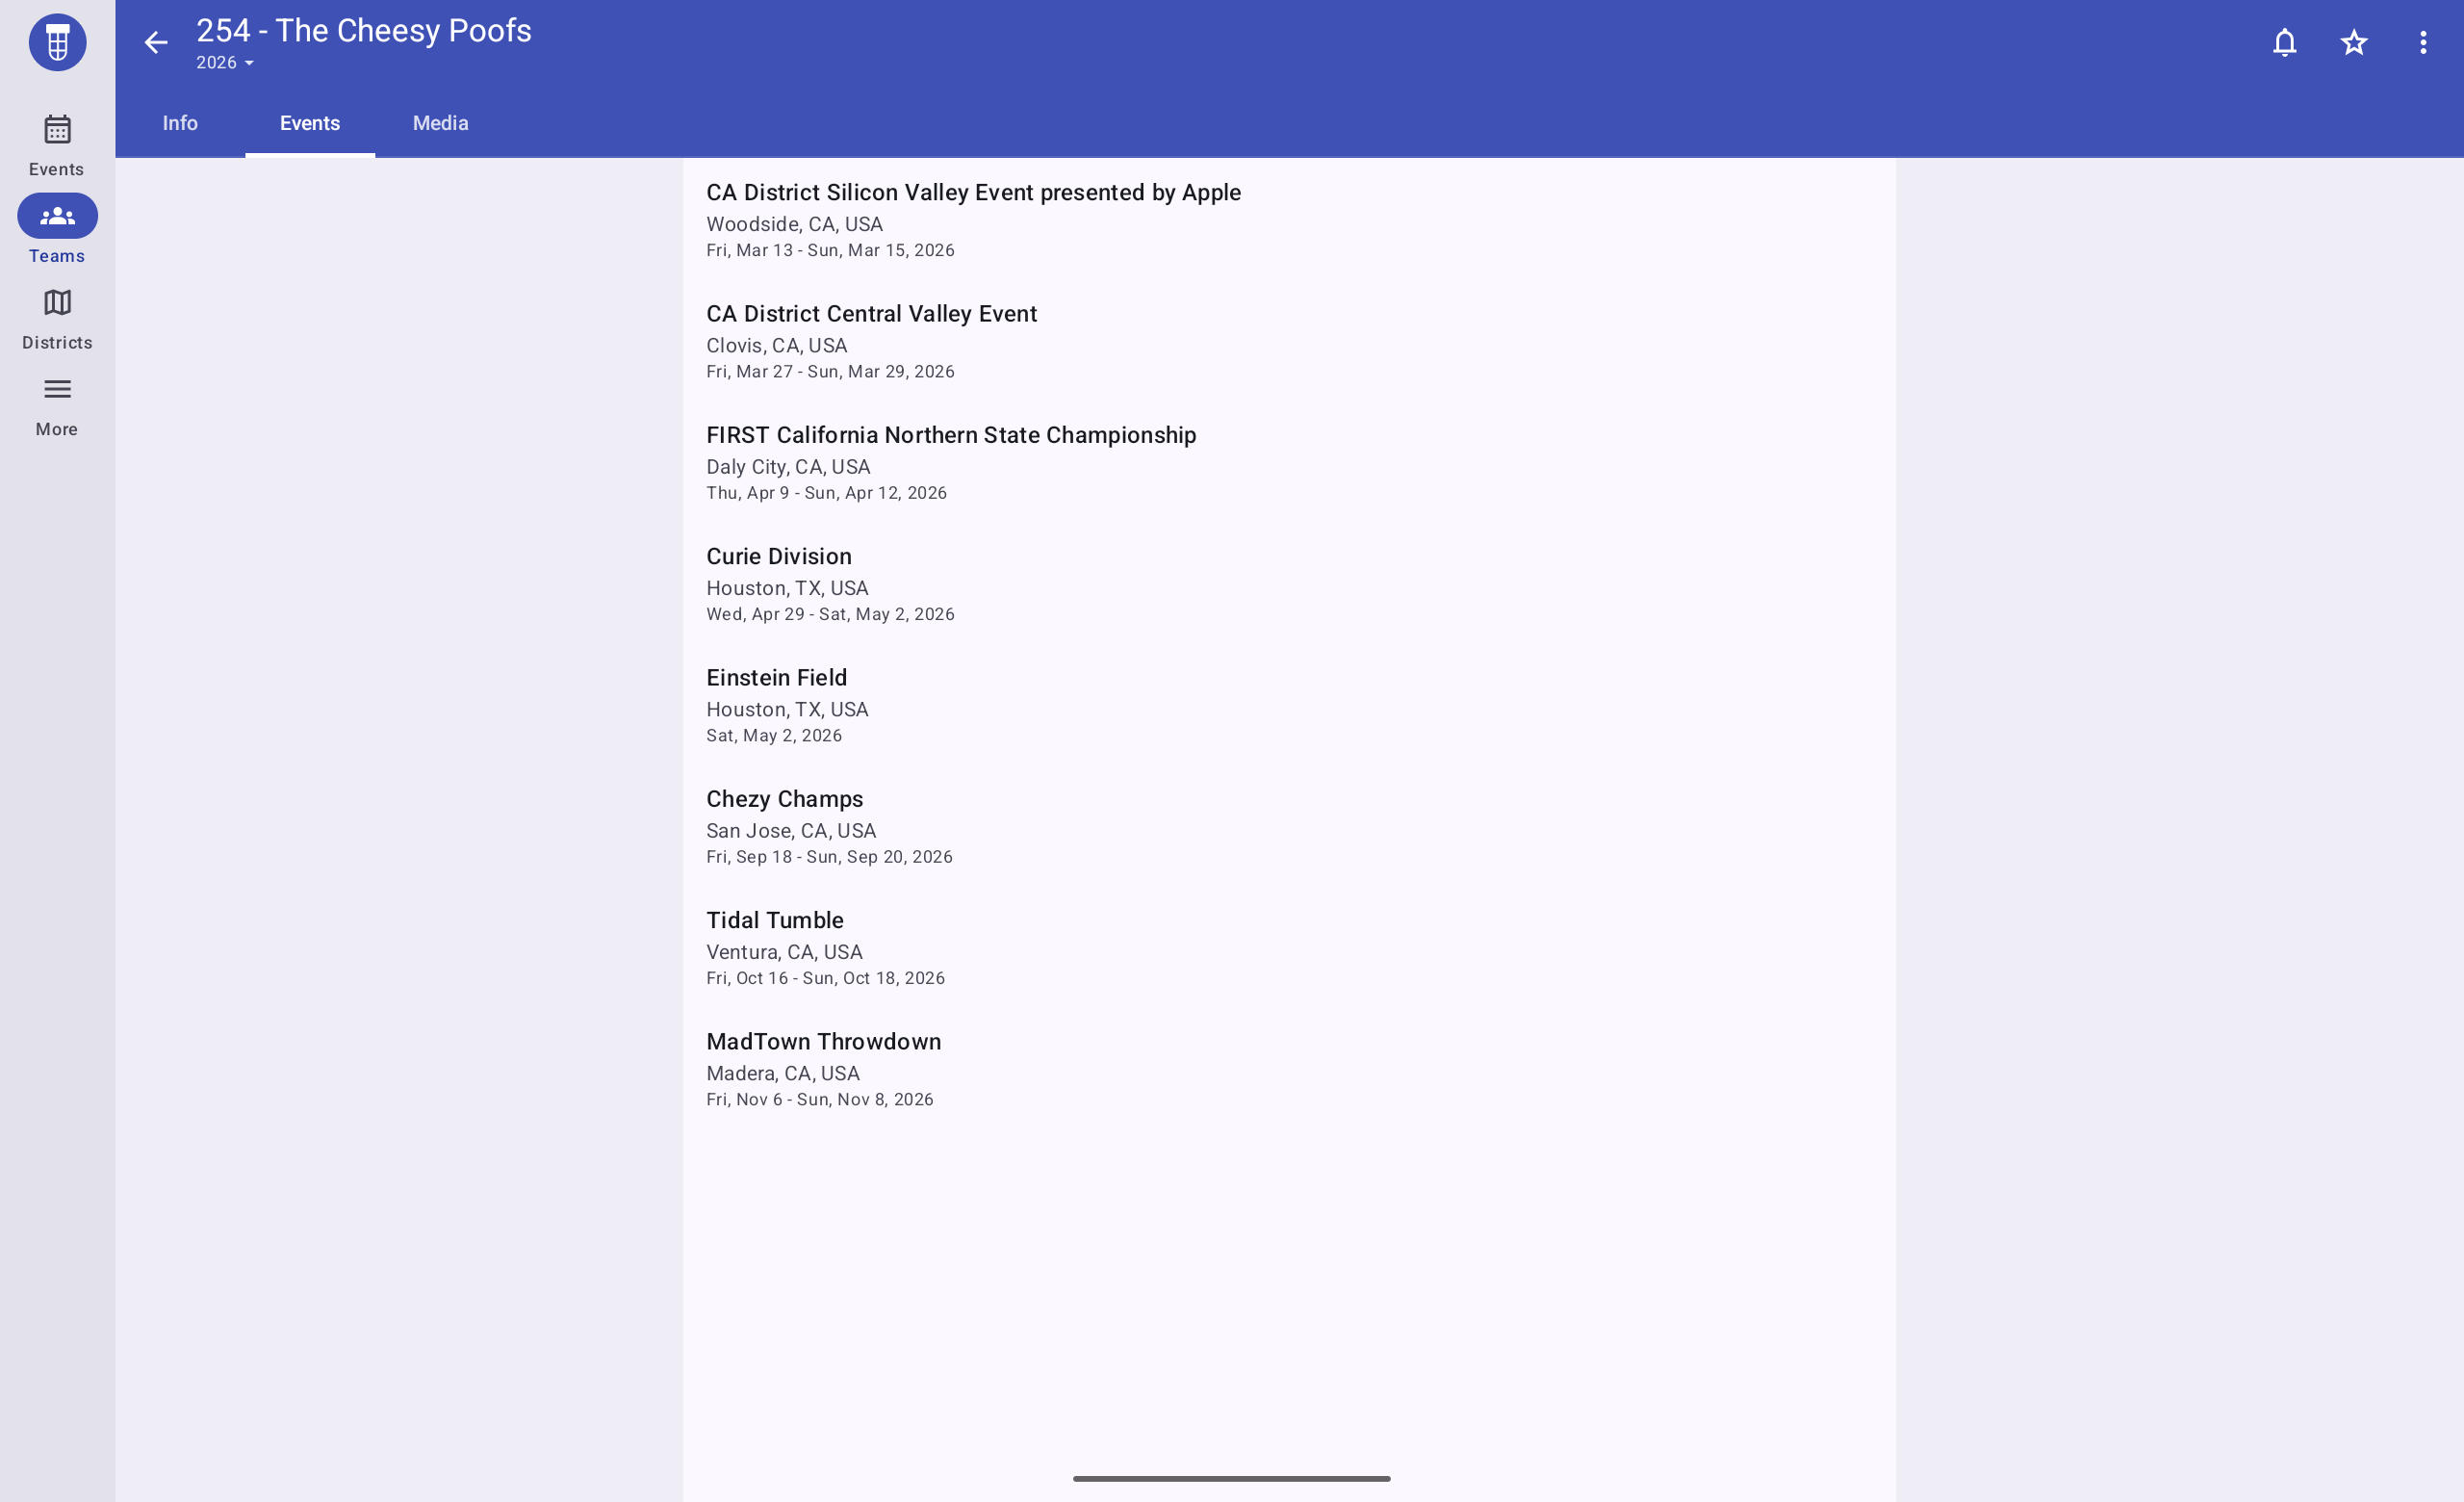 254 - The Cheesy Poofs
2026
Info
Events
Media
Events
Teams
Districts
More
CA District Silicon Valley Event presented by Apple
Woodside, CA, USA
Fri, Mar 13 - Sun, Mar 15, 2026
CA District Central Valley Event
Clovis, CA, USA
Fri, Mar 27 - Sun, Mar 29, 2026
FIRST California Northern State Championship
Daly City, CA, USA
Thu, Apr 9 - Sun, Apr 12, 2026
Curie Division
Houston, TX, USA
Wed, Apr 29 - Sat, May 2, 2026
Einstein Field
Houston, TX, USA
Sat, May 2, 2026
Chezy Champs
San Jose, CA, USA
Fri, Sep 18 - Sun, Sep 20, 2026
Tidal Tumble
Ventura, CA, USA
Fri, Oct 16 - Sun, Oct 18, 2026
MadTown Throwdown
Madera, CA, USA
Fri, Nov 6 - Sun, Nov 8, 2026